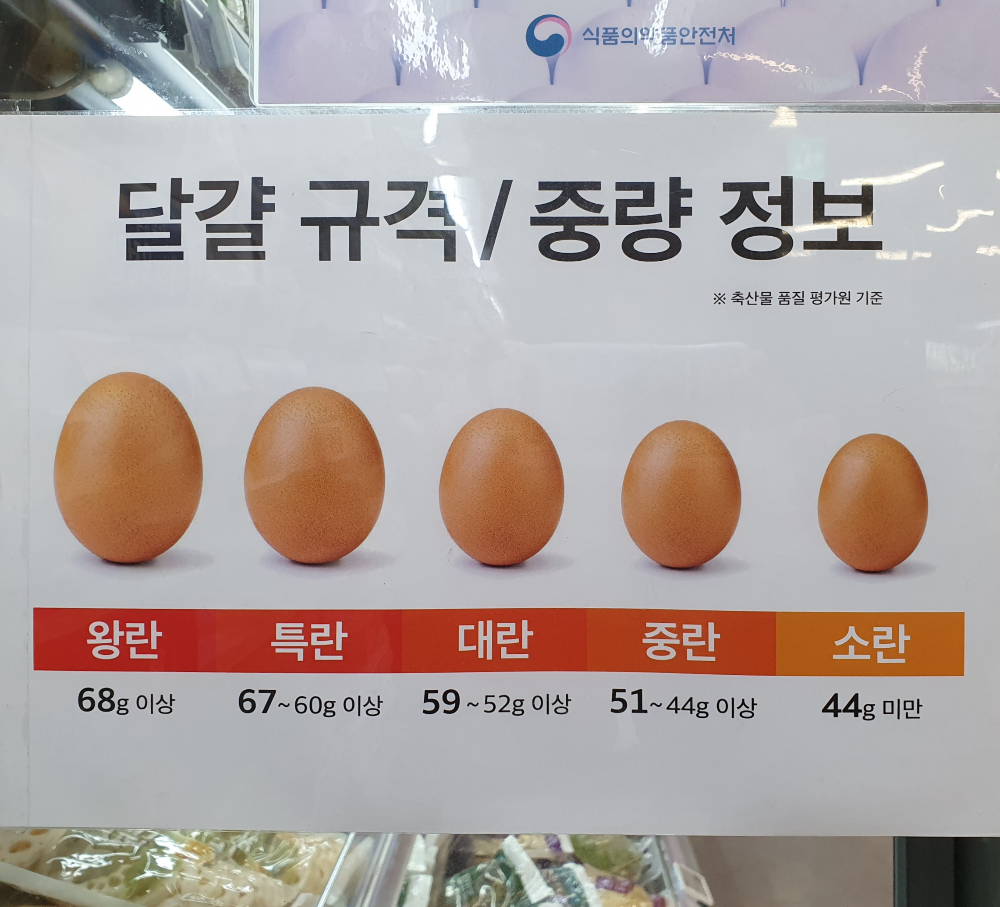 식품의약품안전처
달걀 규격 / 중량 정보
※ 축산물 품질 평가원 기준
왕란 특란 대란 중란 소란
68g 이상 67~60g 이상 59~52g 이상 51~44g 이상 44g 미만